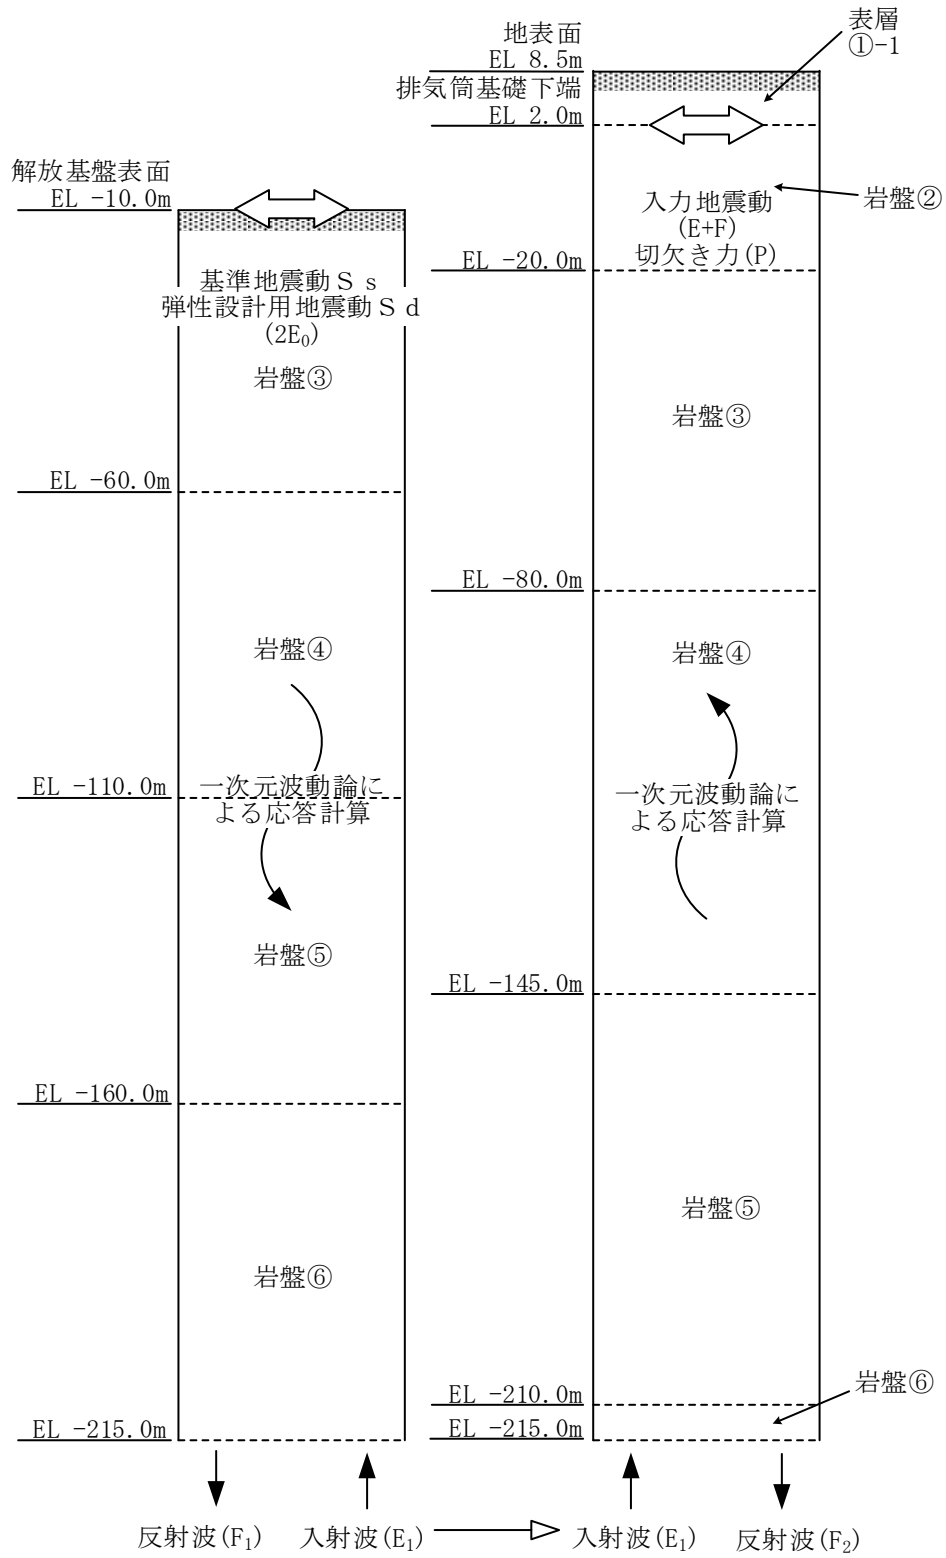 解放基盤表面
EL -10.0m
基準地震動Ｓｓ
弾性設計用地震動Ｓｄ
(2E₀)
岩盤③
EL -60.0m
岩盤④
EL -110.0m
一次元波動論に
よる応答計算
岩盤⑤
EL -160.0m
岩盤⑥
EL -215.0m
反射波(F₁)
入射波(E₁)
地表面
EL 8.5m
排気筒基礎下端
EL 2.0m
表層
①-1
岩盤②
入力地震動
(E+F)
切欠き力(P)
EL -20.0m
岩盤③
EL -80.0m
岩盤④
一次元波動論に
よる応答計算
EL -145.0m
岩盤⑤
EL -210.0m
岩盤⑥
EL -215.0m
入射波(E₁)
反射波(F₂)